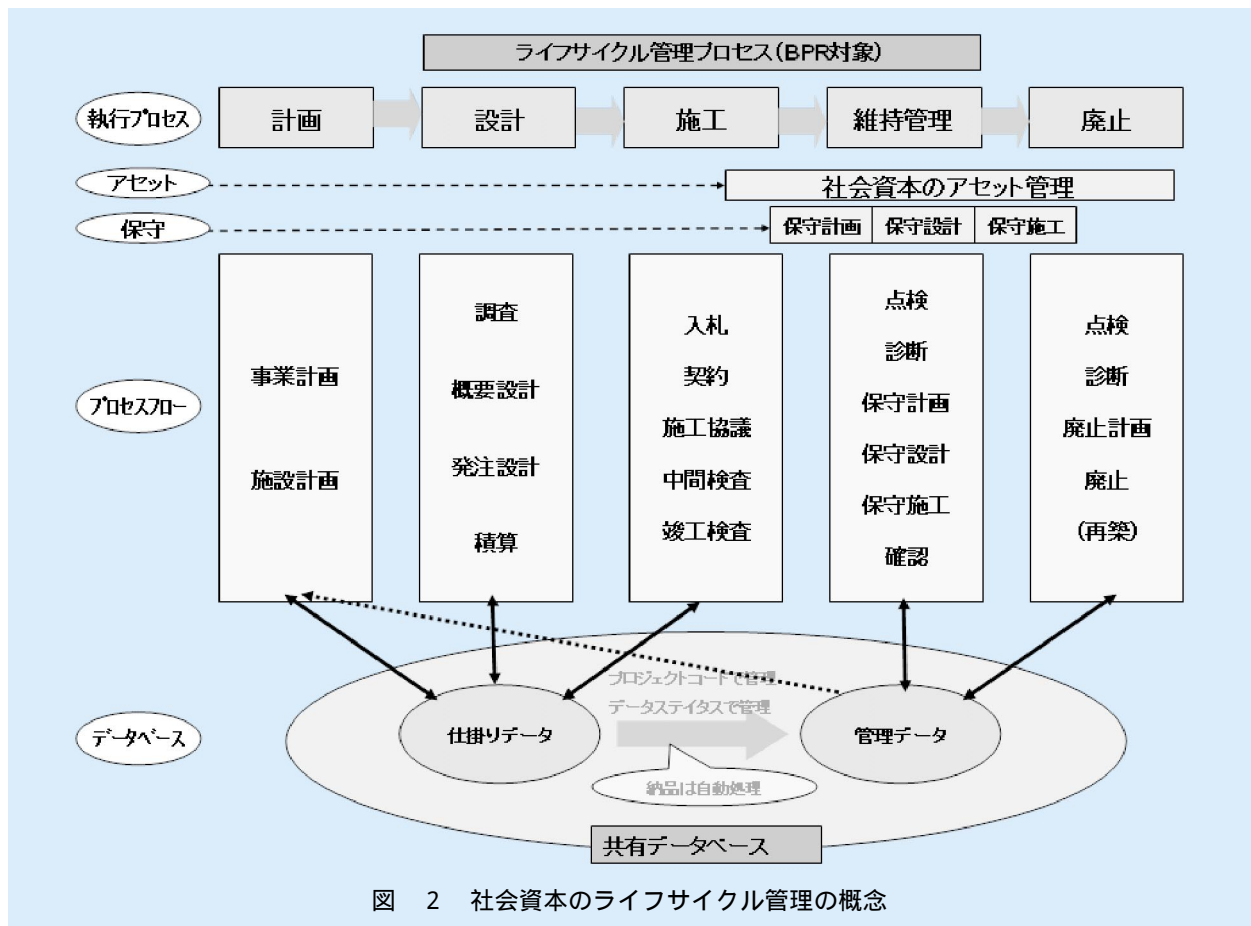 ライフサイクル管理プロセス(BPR対象)
執行プロセス
計画
設計
施工
維持管理
廃止
アセット
社会資本のアセット管理
保守
保守計画
保守設計
保守施工
プロセスフロー
事業計画
施設計画
調査
概要設計
発注設計
積算
入札
契約
施工協議
中間検査
竣工検査
点検
診断
保守計画
保守設計
保守施工
確認
点検
診断
廃止計画
廃止
(再築)
データベース
仕掛りデータ
プロジェクトコードで管理
データステイタスで管理
納品は自動処理
管理データ
共有データベース
図 2 社会資本のライフサイクル管理の概念